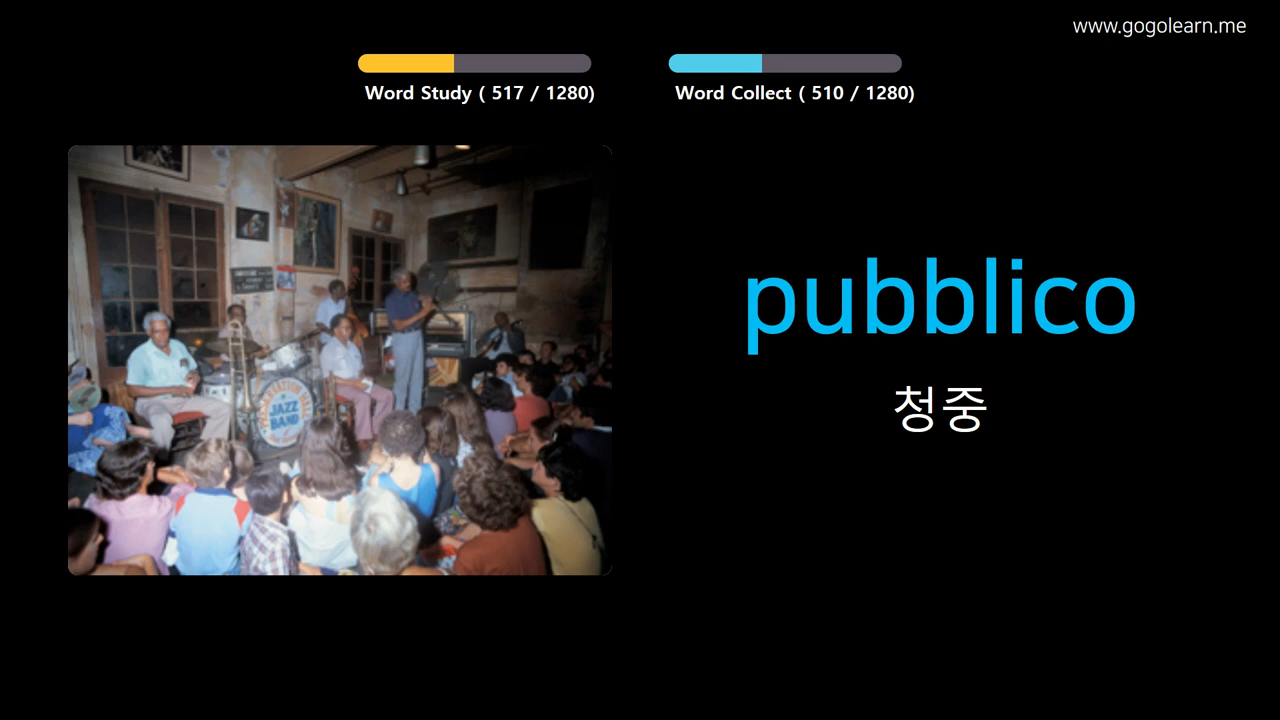 www.gogolearn.me
Word Study ( 517 / 1280)
Word Collect ( 510 / 1280)
pubblico
청중
JAZZ
BAND